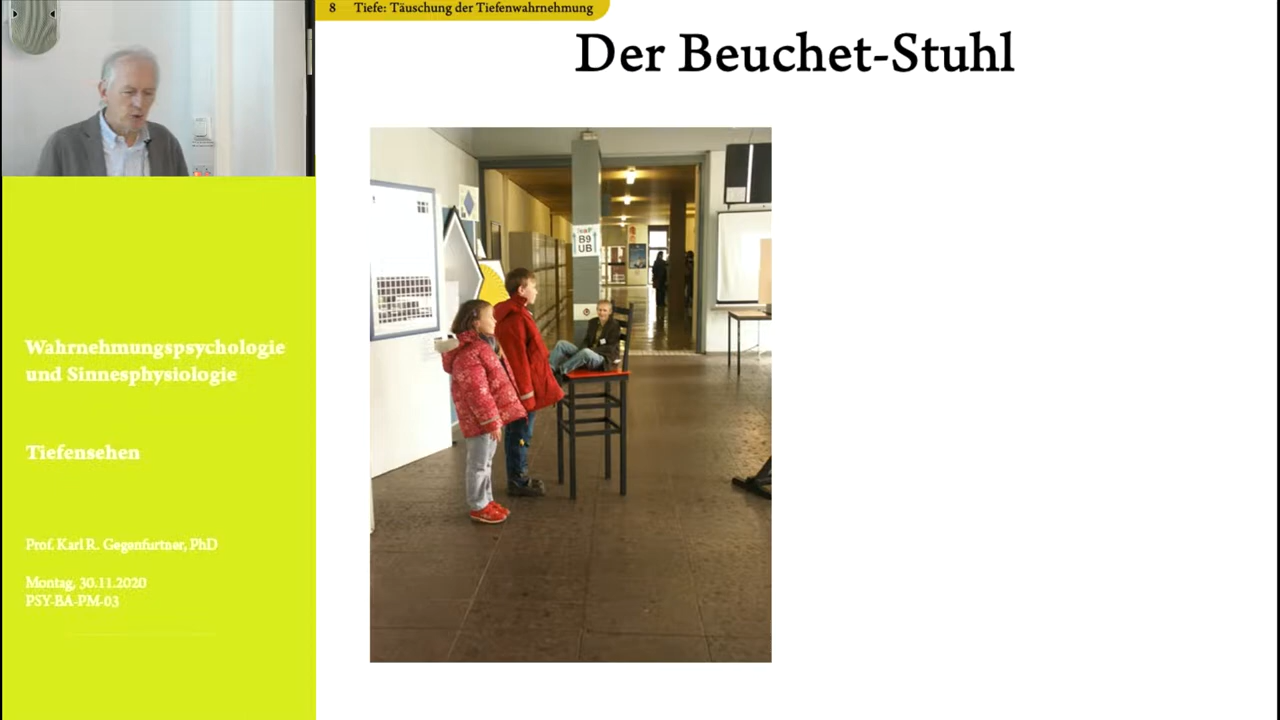 8 Tiefe: Täuschung der Tiefenwahrnehmung
Der Beuchet-Stuhl
B9
UB
Wahrnehmungspsychologie
und Sinnesphysiologie
Tiefensehen
Prof. Karl R. Gegenfurtner, PhD
Montag, 30.11.2020
PSY-BA-PM-03